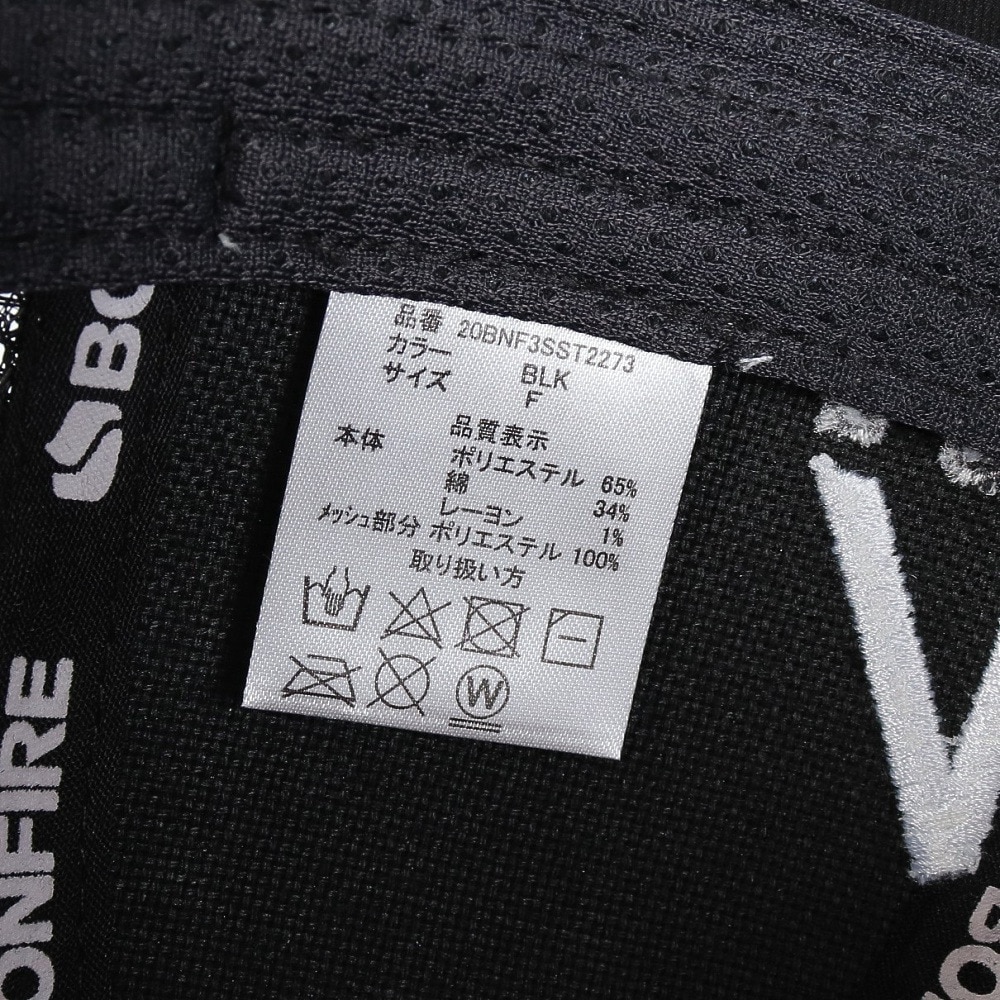 品番 20BNF3SST2273
カラー BLK
サイズ F
品質表示
本体 ポリエステル 65%
綿 34%
レーヨン 1%
メッシュ部分 ポリエステル 100%
取り扱い方
W
BO
ONFIRE